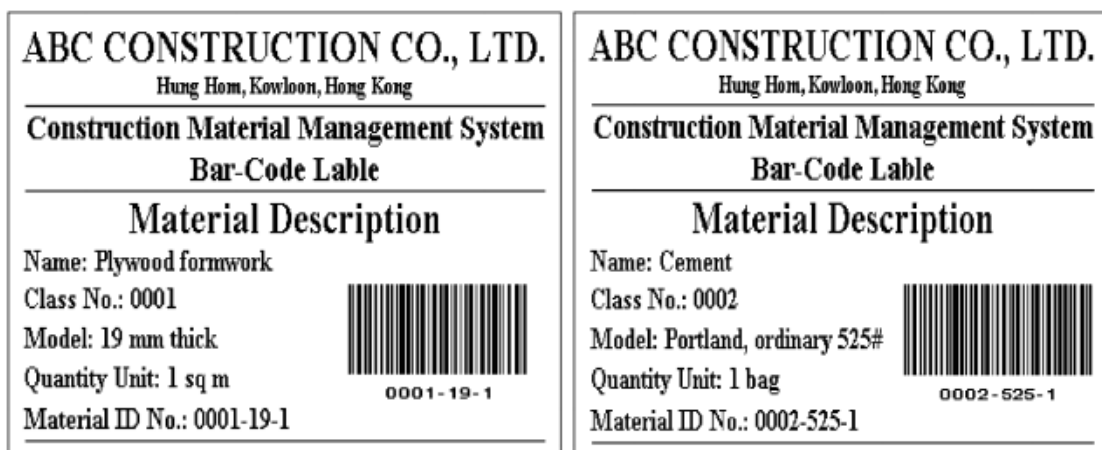 ABC CONSTRUCTION CO., LTD.
Hung Hom, Kowloon, Hong Kong
Construction Material Management System
Bar-Code Lable
Material Description
Name: Plywood formwork
Class No.: 0001
Model: 19 mm thick
Quantity Unit: 1 sq m
0001-19-1
Material ID No.: 0001-19-1
ABC CONSTRUCTION CO., LTD.
Hung Hom, Kowloon, Hong Kong
Construction Material Management System
Bar-Code Lable
Material Description
Name: Cement
Class No.: 0002
Model: Portland, ordinary 525#
Quantity Unit: 1 bag
0002-525-1
Material ID No.: 0002-525-1